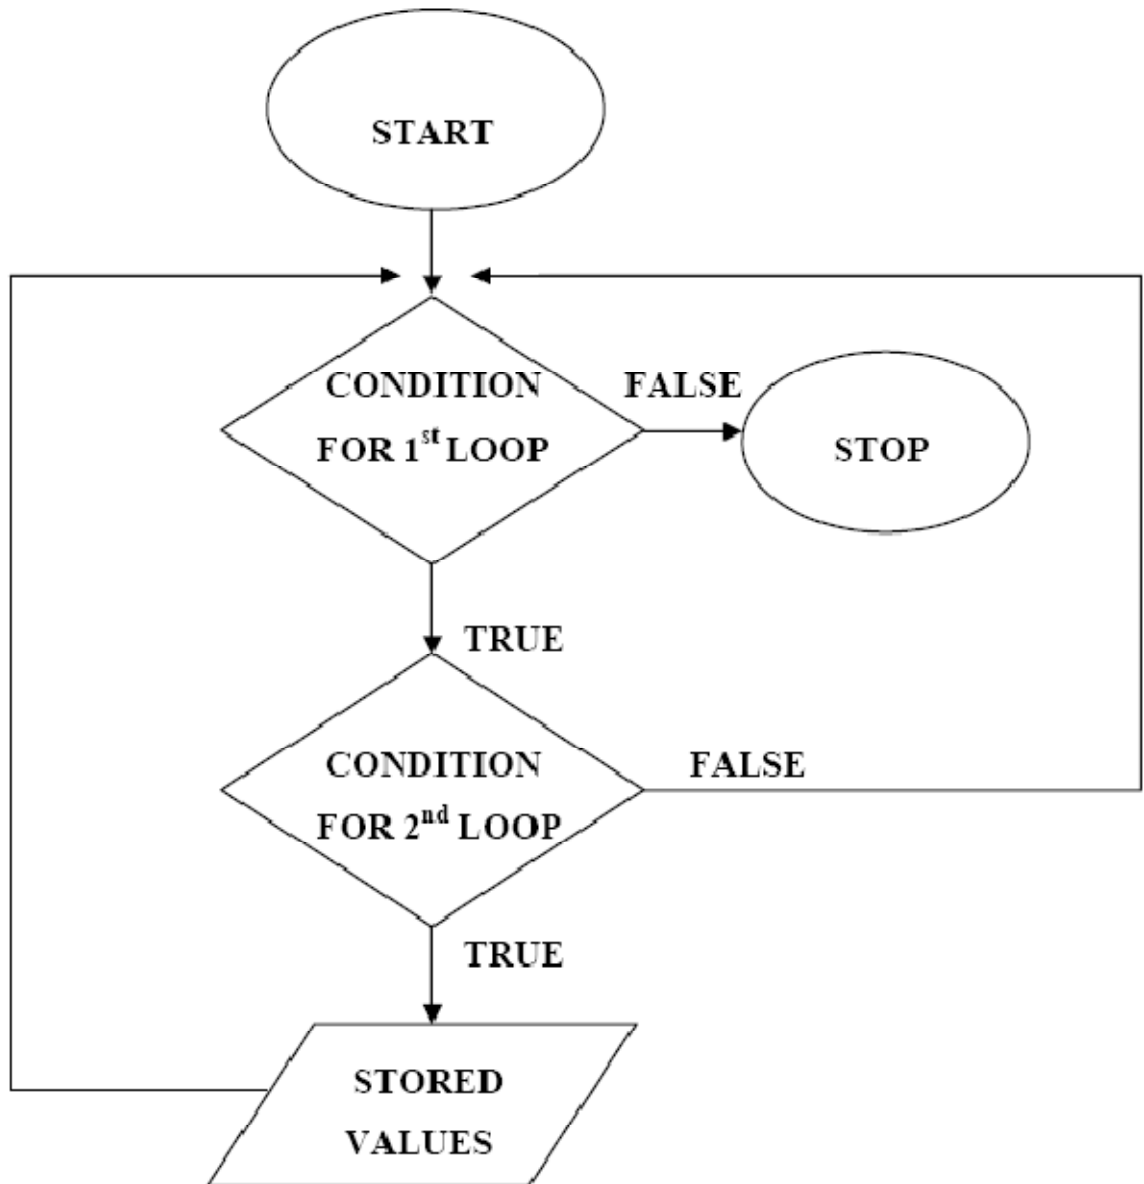 START
CONDITION
FOR 1st LOOP
FALSE
STOP
TRUE
CONDITION
FOR 2nd LOOP
FALSE
TRUE
STORED
VALUES